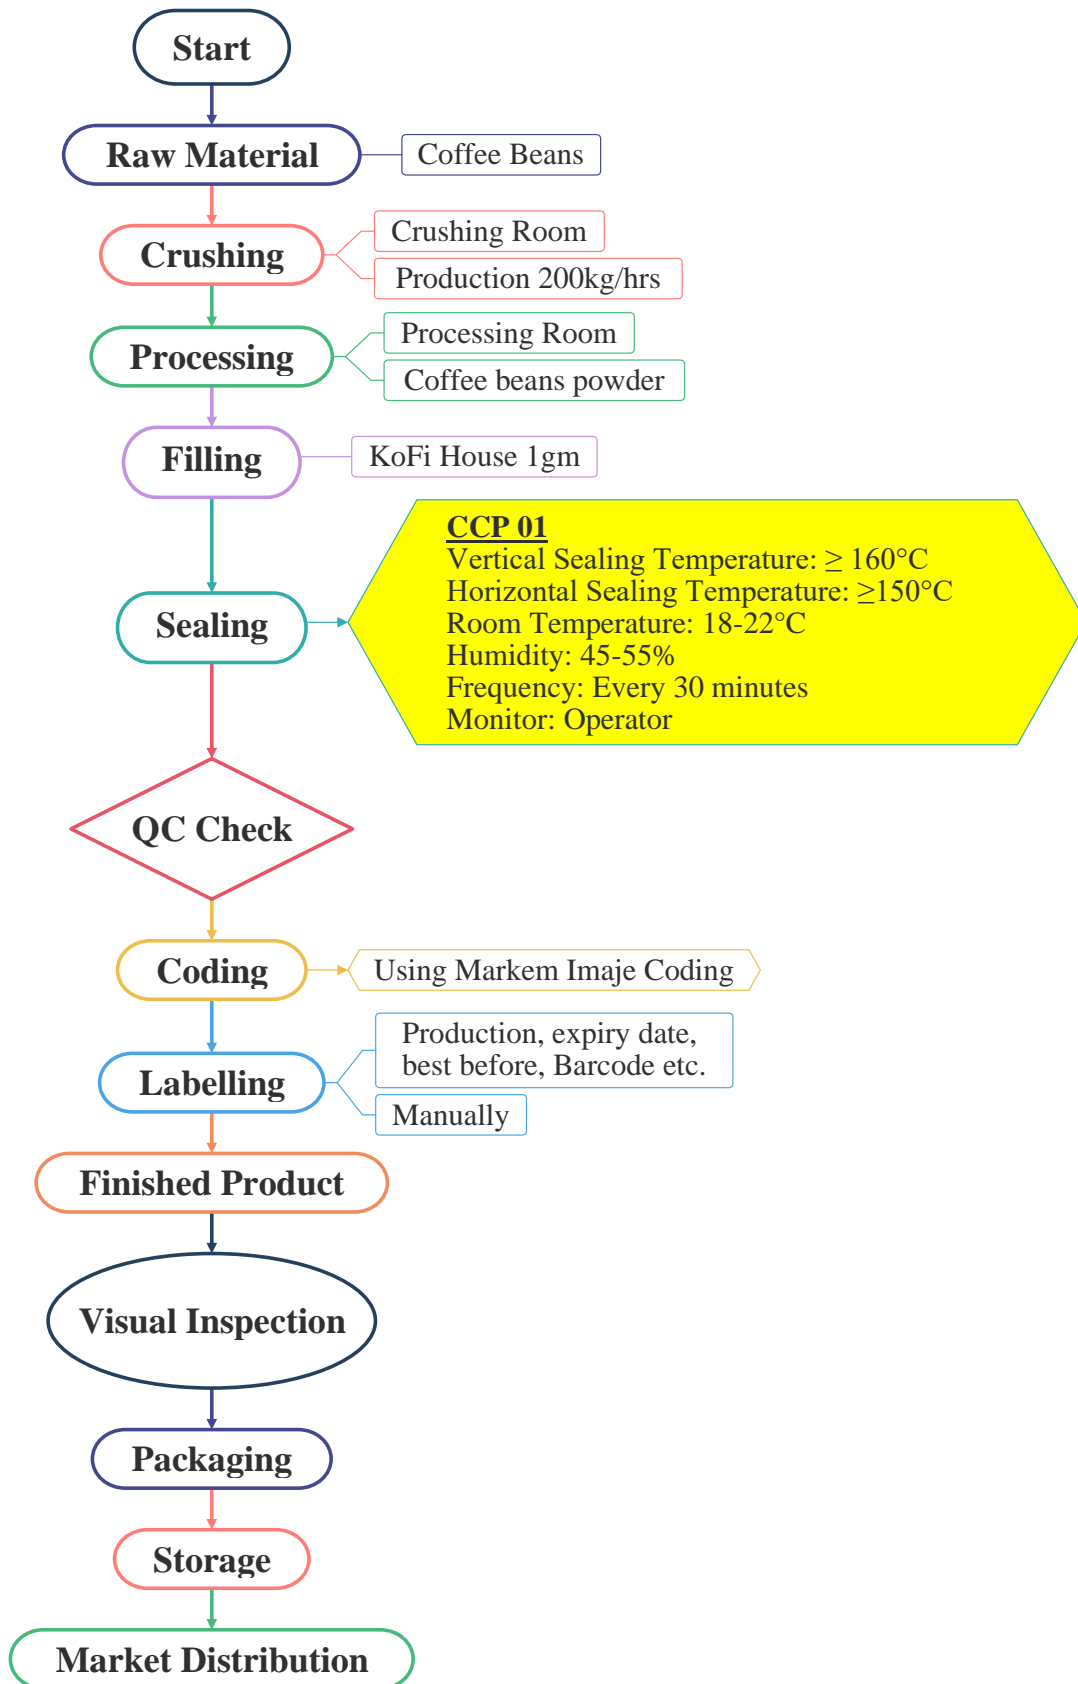 Start
Raw Material
Coffee Beans
Crushing
Crushing Room
Production 200kg/hrs
Processing
Processing Room
Coffee beans powder
Filling
KoFi House 1gm
CCP 01
Vertical Sealing Temperature: ≥ 160°C
Horizontal Sealing Temperature: ≥150°C
Room Temperature: 18-22°C
Humidity: 45-55%
Frequency: Every 30 minutes
Monitor: Operator
Sealing
QC Check
Coding
Using Markem Imaje Coding
Labelling
Production, expiry date,
best before, Barcode etc.
Manually
Finished Product
Visual Inspection
Packaging
Storage
Market Distribution